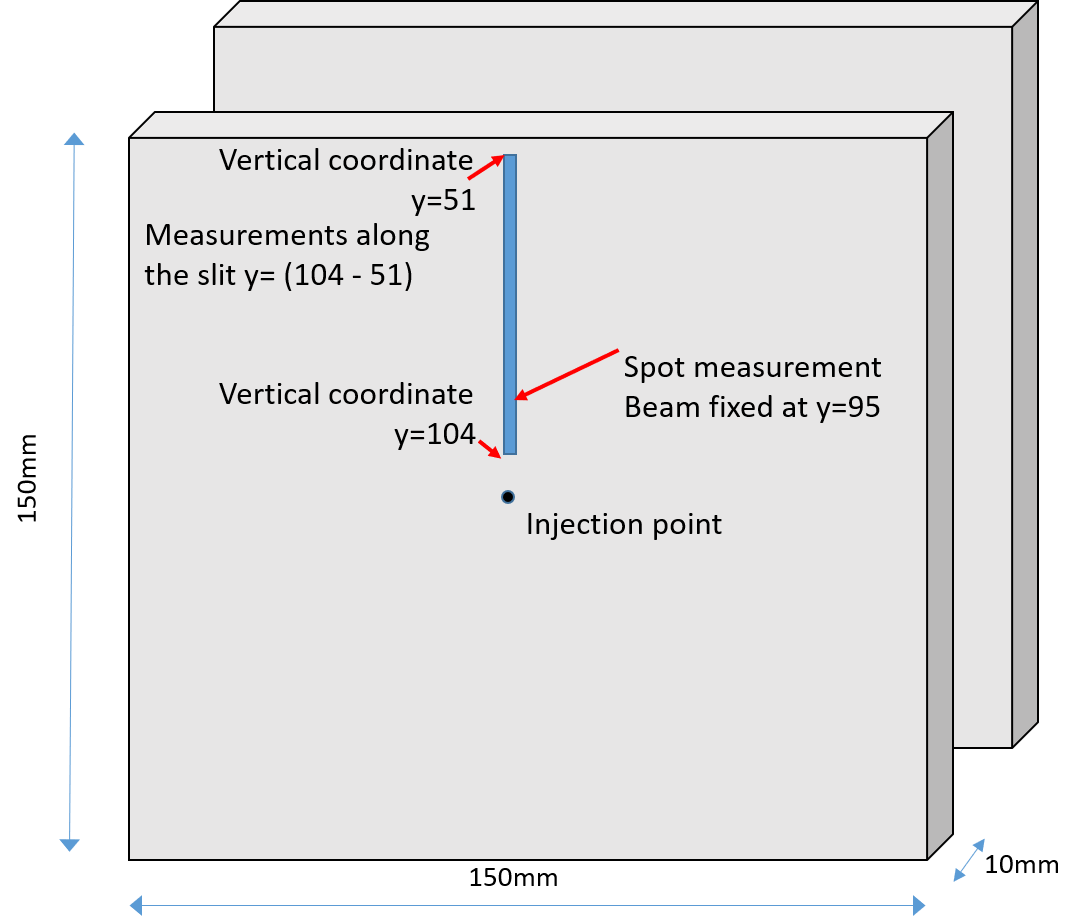 Vertical coordinate
y=51
Measurements along
the slit y= (104 - 51)
Spot measurement
Beam fixed at y=95
Vertical coordinate
y=104
Injection point
150mm
10mm
150mm